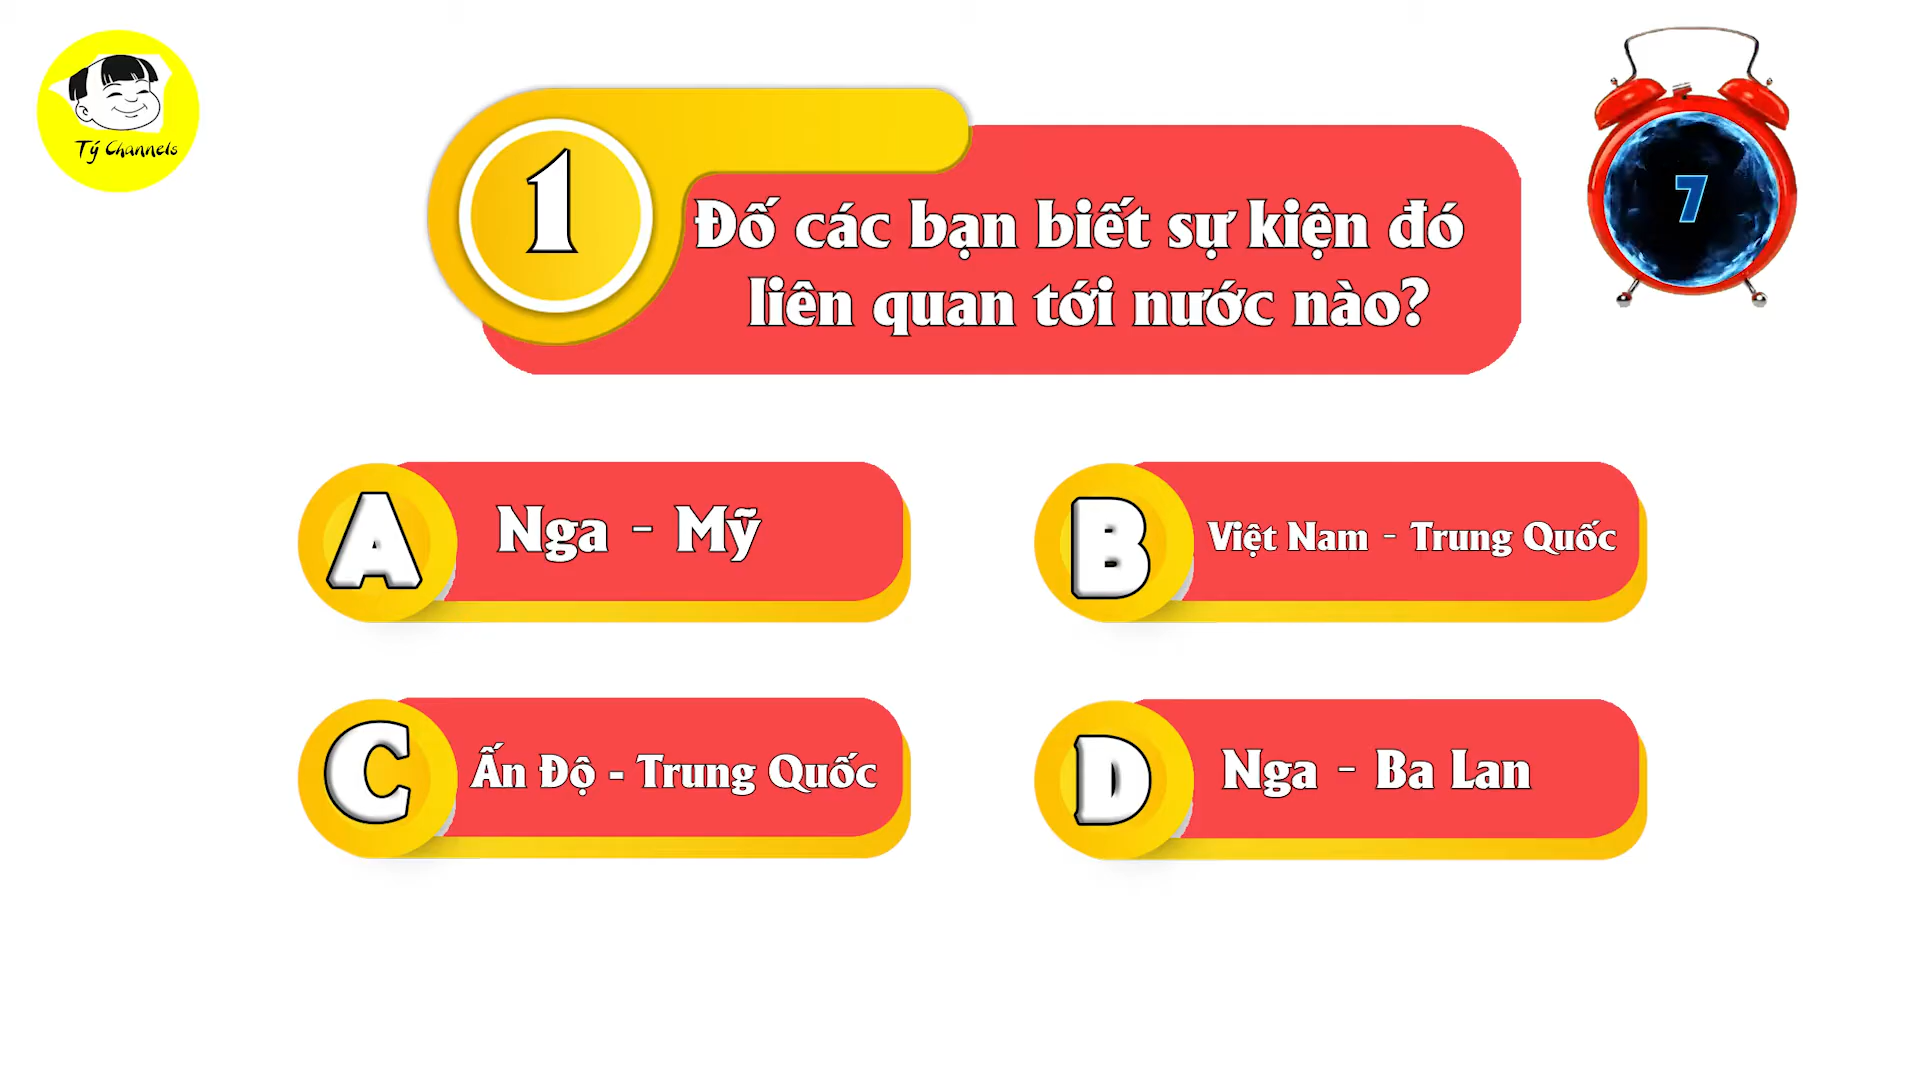 Tý Channels
1
Đố các bạn biết sự kiện đó
liên quan tới nước nào?
7
A Nga - Mỹ
B Việt Nam - Trung Quốc
C Ấn Độ - Trung Quốc
D Nga - Ba Lan